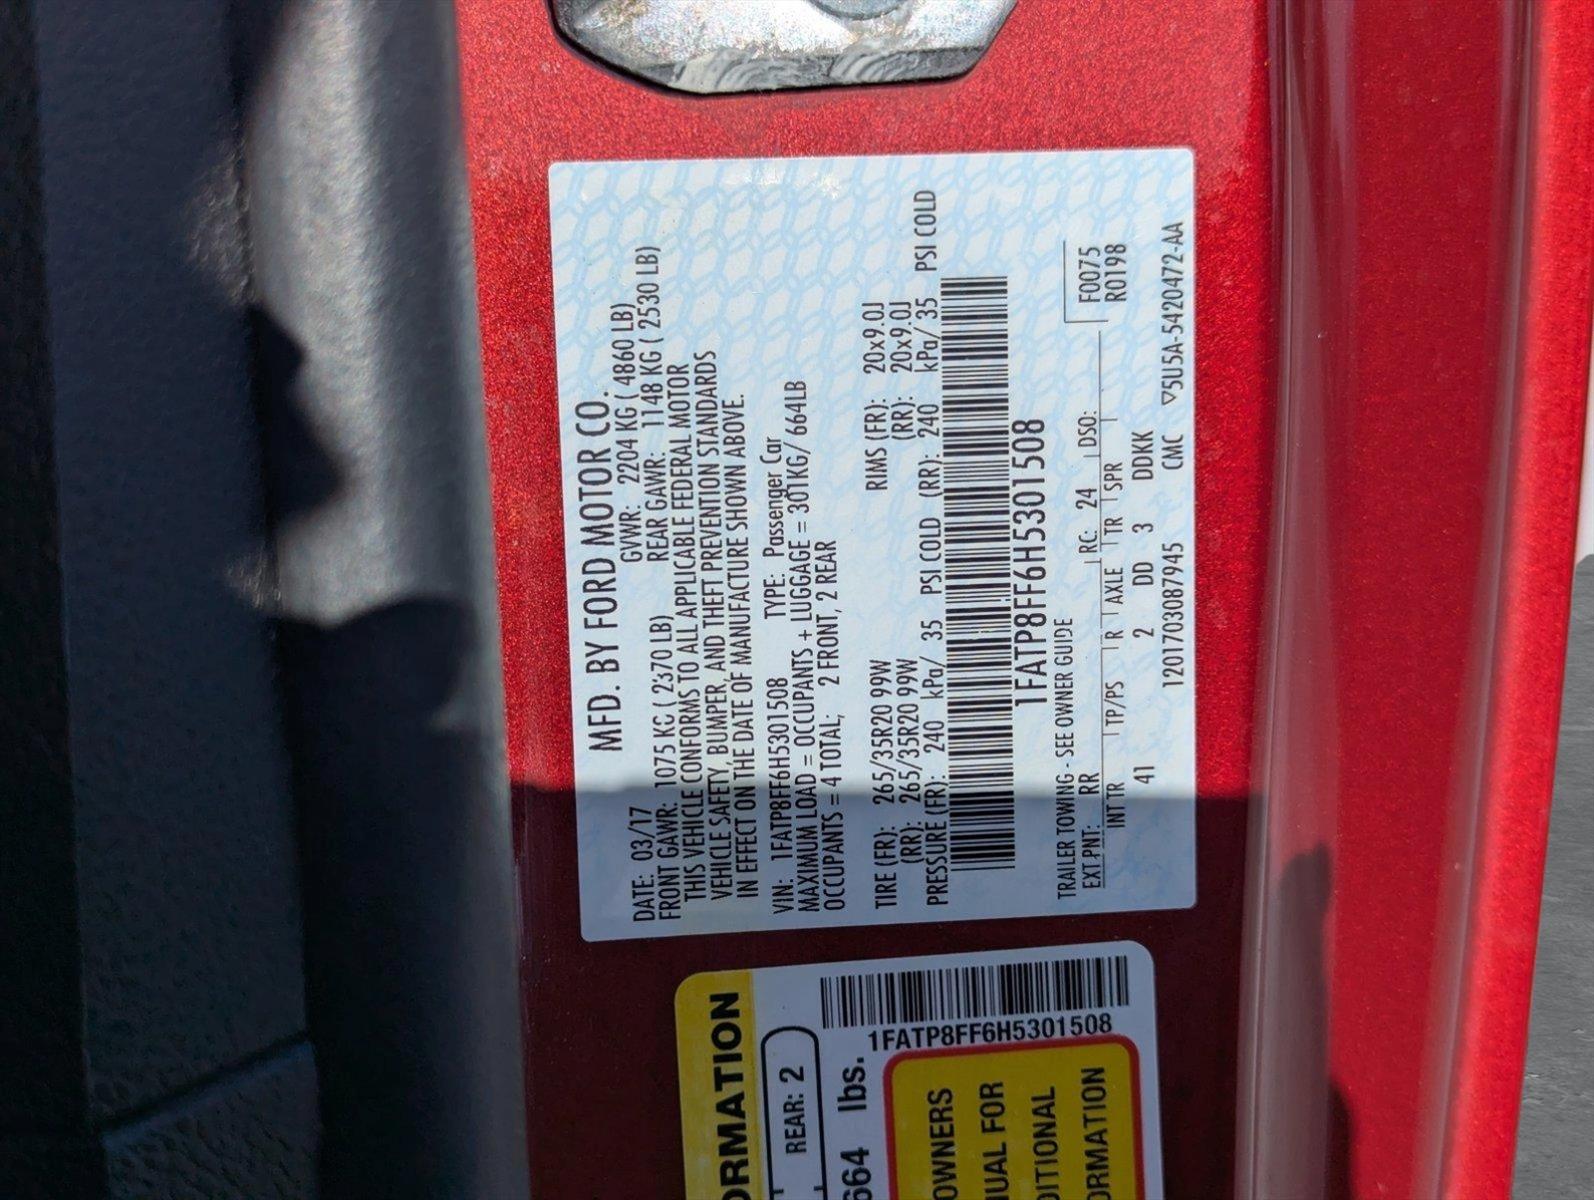 MFD. BY FORD MOTOR CO.
DATE: 03/17 GVWR: 2204 KG ( 4860 LB)
FRONT GAWR: 1075 KG ( 2370 LB) REAR GAWR: 1148 KG ( 2530 LB)
THIS VEHICLE CONFORMS TO ALL APPLICABLE FEDERAL MOTOR
VEHICLE SAFETY, BUMPER, AND THEFT PREVENTION STANDARDS
IN EFFECT ON THE DATE OF MANUFACTURE SHOWN ABOVE.
VIN: 1FATP8FF6H5301508 TYPE: Passenger Car
MAXIMUM LOAD = OCCUPANTS + LUGGAGE = 301KG/ 664LB
OCCUPANTS = 4 TOTAL; 2 FRONT, 2 REAR
TIRE (FR): 265/35R20 99W RIMS (FR): 20x9.0J
(RR): 265/35R20 99W (RR): 20x9.0J
PRESSURE (FR): 240 kPa/ 35 PSI COLD (RR): 240 kPa/ 35 PSI COLD
1FATP8FF6H5301508
TRAILER TOWING - SEE OWNER GUIDE
EXT.PNT: RR RC: 24 DSO: F0075
INT TR TP/PS R AXLE TR SPR R0198
41 2 DD 3 DDKK
1201703087945 CMC ▽5U5A-5420472-AA
ORMATION
REAR: 2
664 lbs.
1FATP8FF6H5301508
OWNERS
UAL FOR
DITIONAL
ORMATION